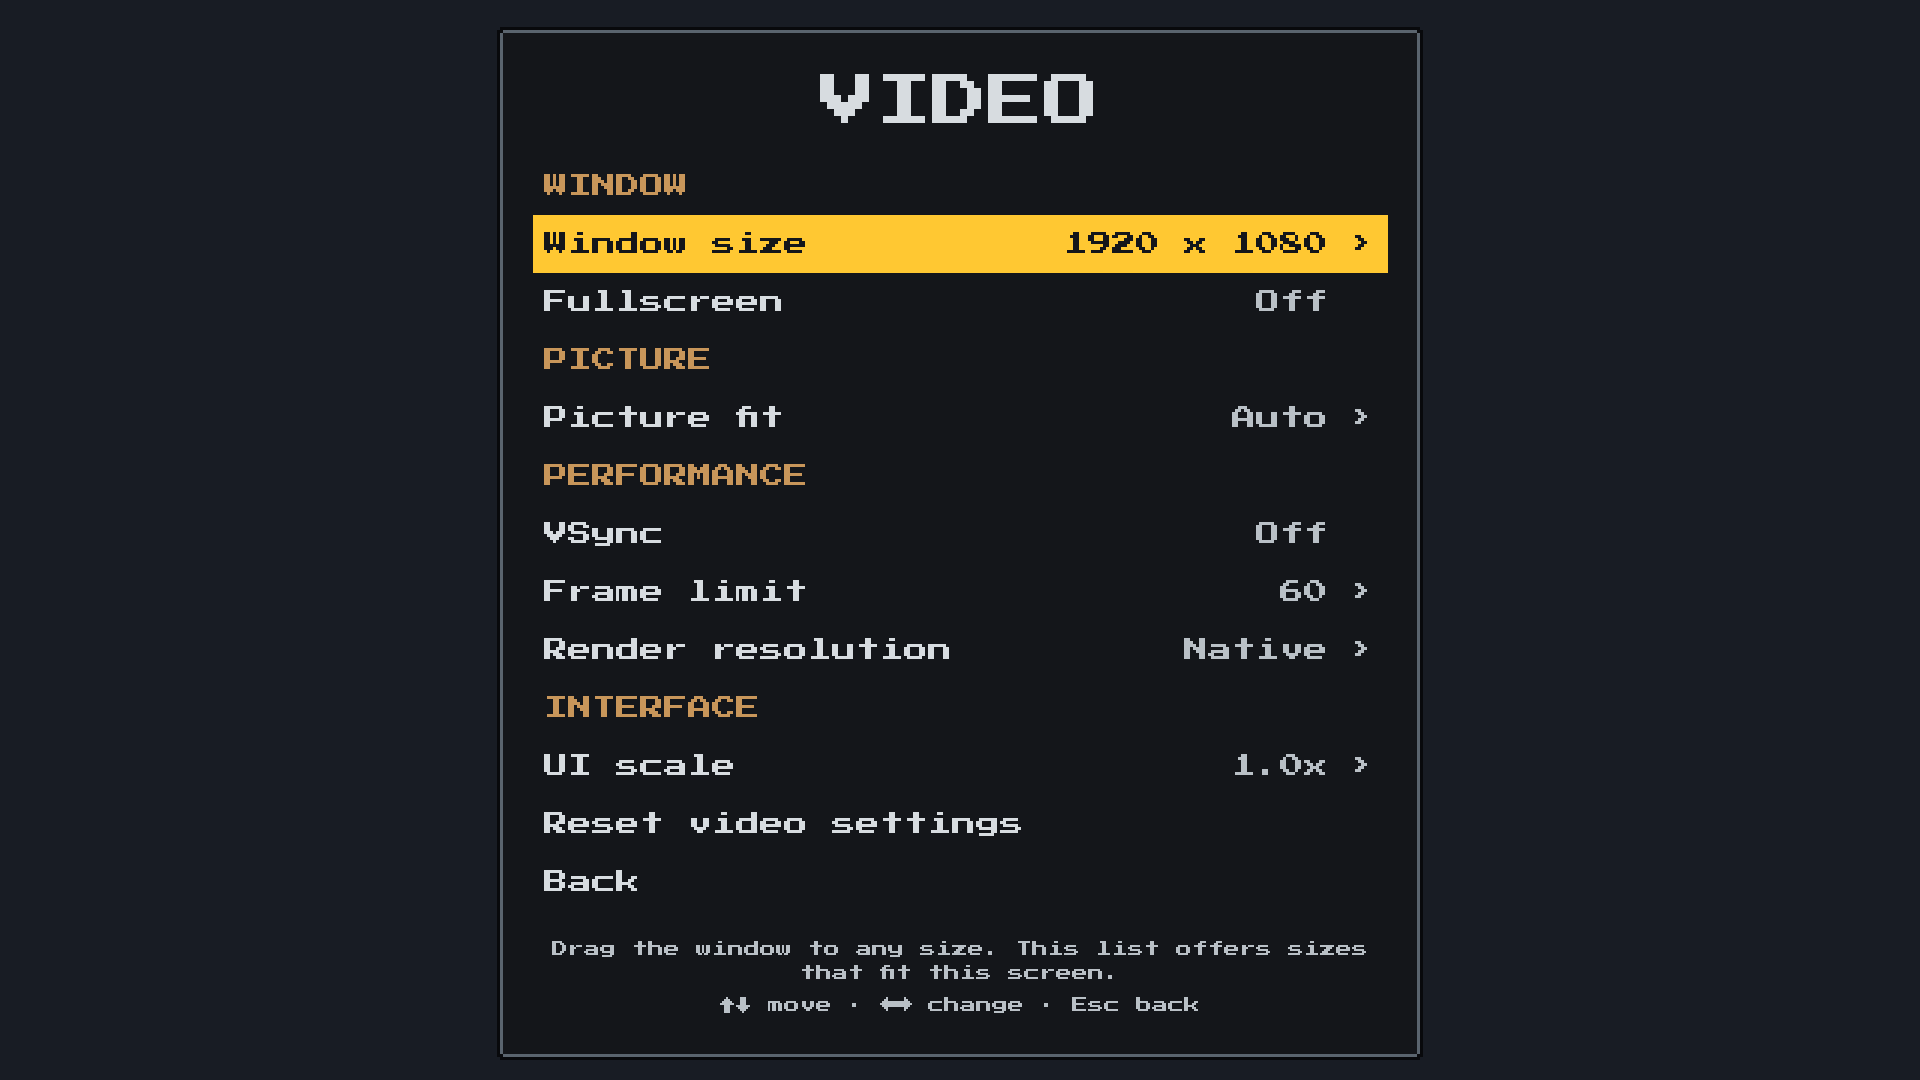 VIDEO
WINDOW
Window size 1920 x 1080 >
Fullscreen Off
PICTURE
Picture fit Auto >
PERFORMANCE
VSync Off
Frame limit 60 >
Render resolution Native >
INTERFACE
UI scale 1.0x >
Reset video settings
Back
Drag the window to any size. This list offers sizes
that fit this screen.
↑↓ move · ↔ change · Esc back